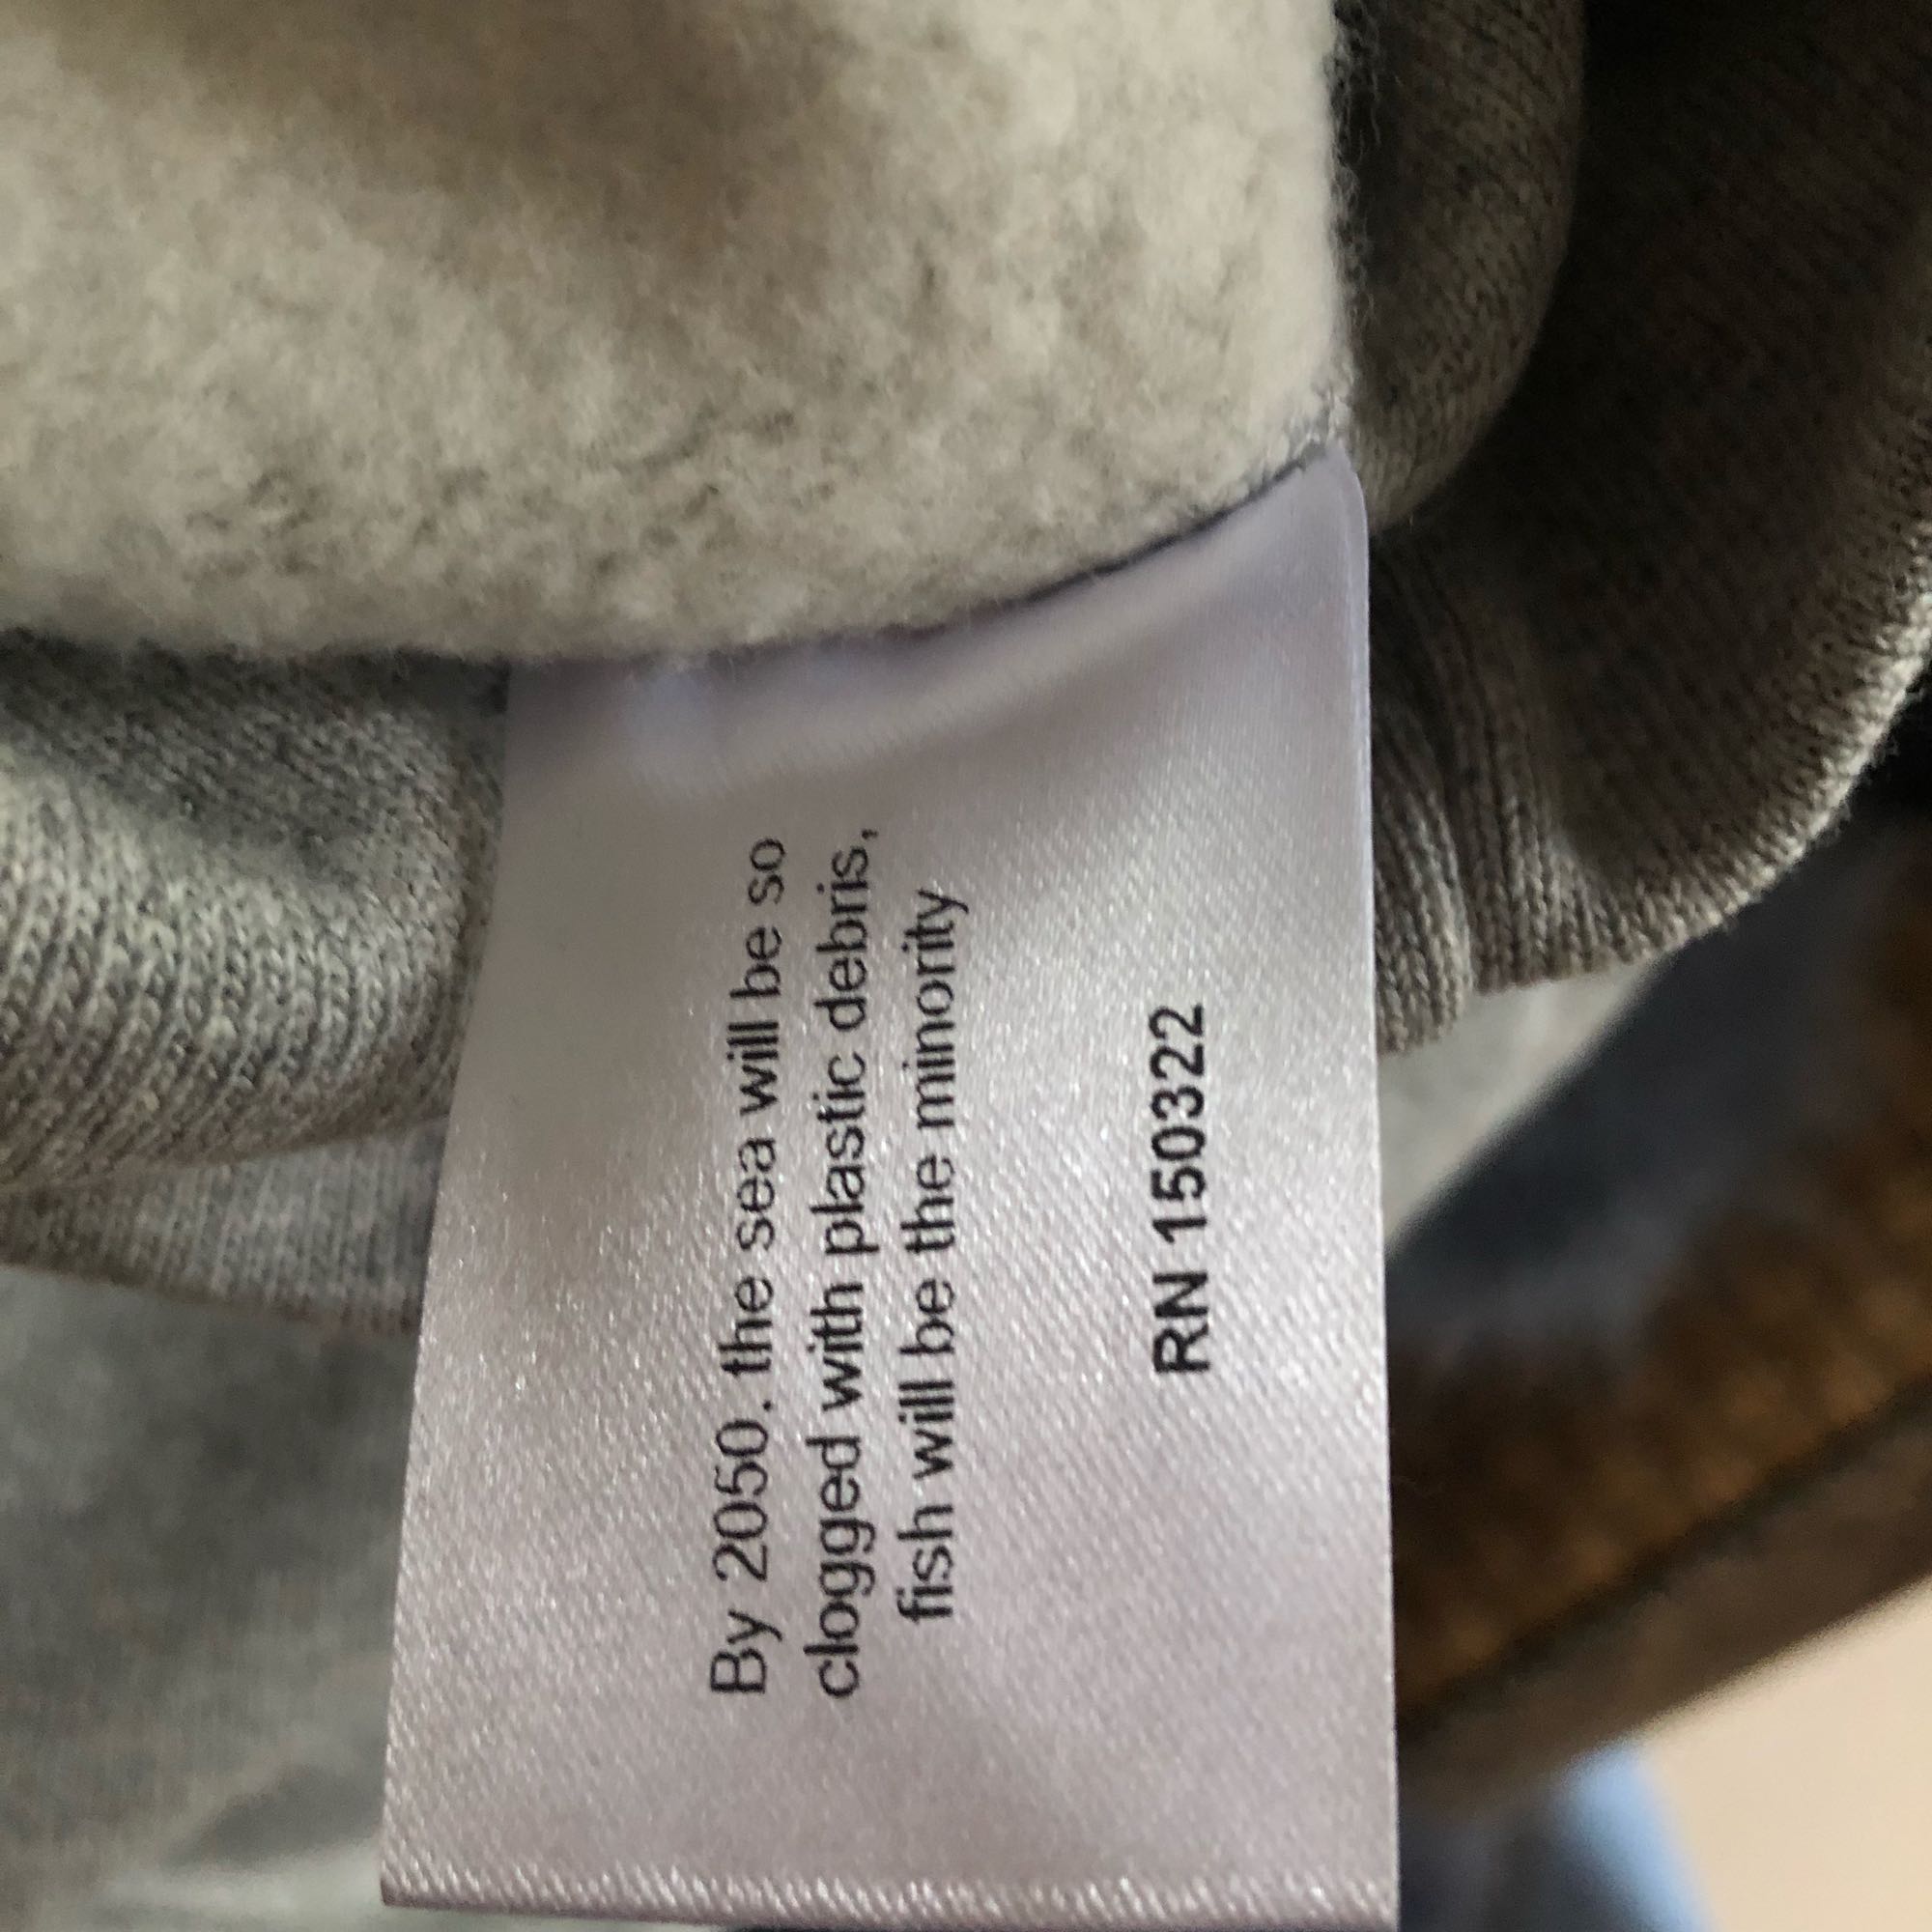 By 2050. the sea will be so
clogged with plastic debris,
fish will be the minority
RN 150322